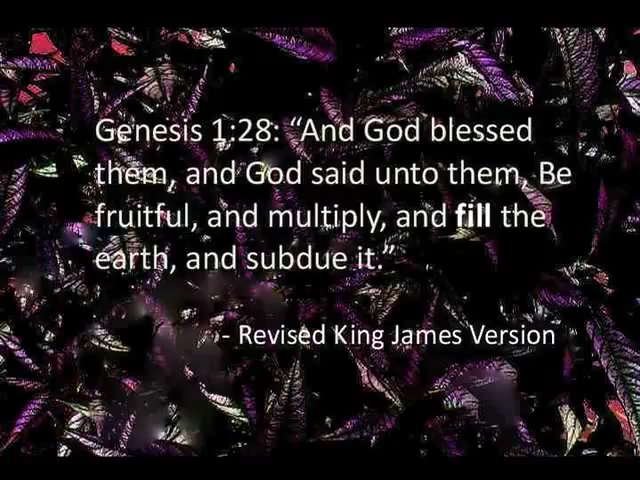 Genesis 1:28: “And God blessed
them, and God said unto them, Be
fruitful, and multiply, and fill the
earth, and subdue it.”
- Revised King James Version